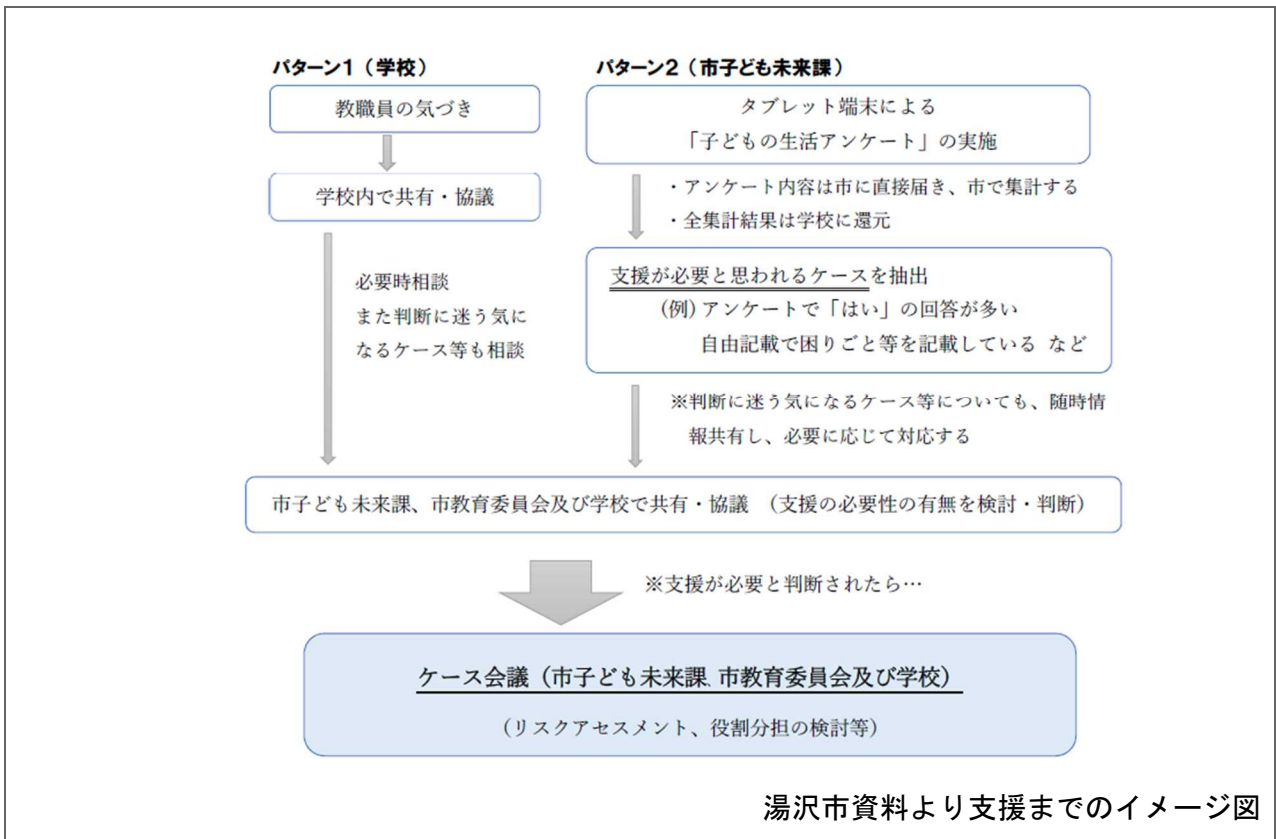 パターン1（学校）
教職員の気づき
学校内で共有・協議
必要時相談
また判断に迷う気に
なるケース等も相談
パターン2（市子ども未来課）
タブレット端末による
「子どもの生活アンケート」の実施
・アンケート内容は市に直接届き、市で集計する
・全集計結果は学校に還元
支援が必要と思われるケースを抽出
(例) アンケートで「はい」の回答が多い
自由記載で困りごと等を記載している など
※判断に迷う気になるケース等についても、随時情
報共有し、必要に応じて対応する
市子ども未来課、市教育委員会及び学校で共有・協議 （支援の必要性の有無を検討・判断）
※支援が必要と判断されたら…
ケース会議（市子ども未来課、市教育委員会及び学校）
（リスクアセスメント、役割分担の検討等）
湯沢市資料より支援までのイメージ図